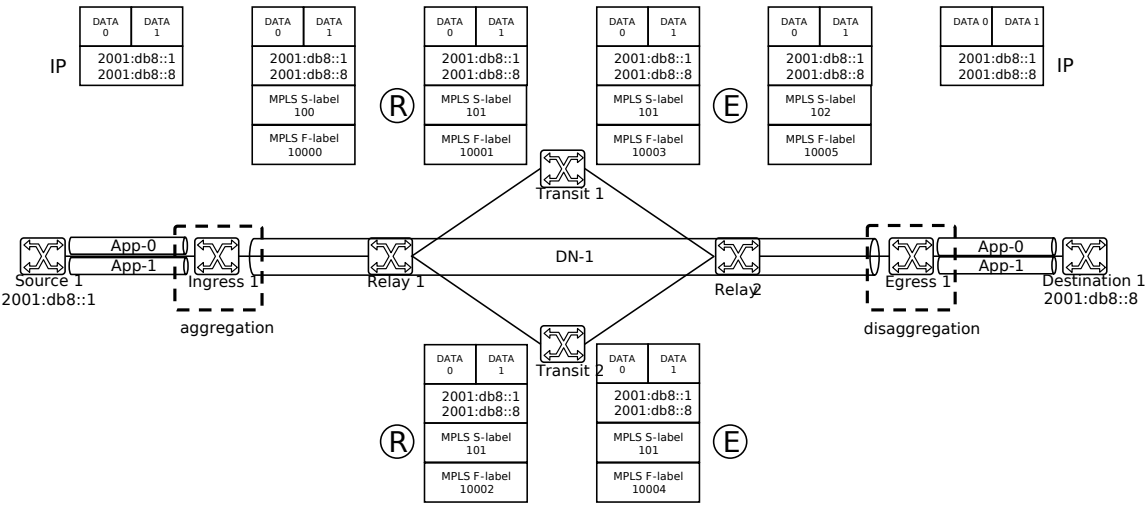 DATA 0
DATA 1
2001:db8::1
2001:db8::8
IP
DATA 0
DATA 1
2001:db8::1
2001:db8::8
MPLS S-label
100
MPLS F-label
10000
R
DATA 0
DATA 1
2001:db8::1
2001:db8::8
MPLS S-label
101
MPLS F-label
10001
DATA 0
DATA 1
2001:db8::1
2001:db8::8
MPLS S-label
101
MPLS F-label
10003
E
DATA 0
DATA 1
2001:db8::1
2001:db8::8
MPLS S-label
102
MPLS F-label
10005
DATA 0
DATA 1
2001:db8::1
2001:db8::8
IP
Transit 1
App-0
App-1
Source 1
2001:db8::1
Ingress 1
aggregation
Relay 1
DN-1
Relay2
Egress 1
disaggregation
App-0
App-1
Destination 1
2001:db8::8
Transit 2
R
DATA 0
DATA 1
2001:db8::1
2001:db8::8
MPLS S-label
101
MPLS F-label
10002
DATA 0
DATA 1
2001:db8::1
2001:db8::8
MPLS S-label
101
MPLS F-label
10004
E